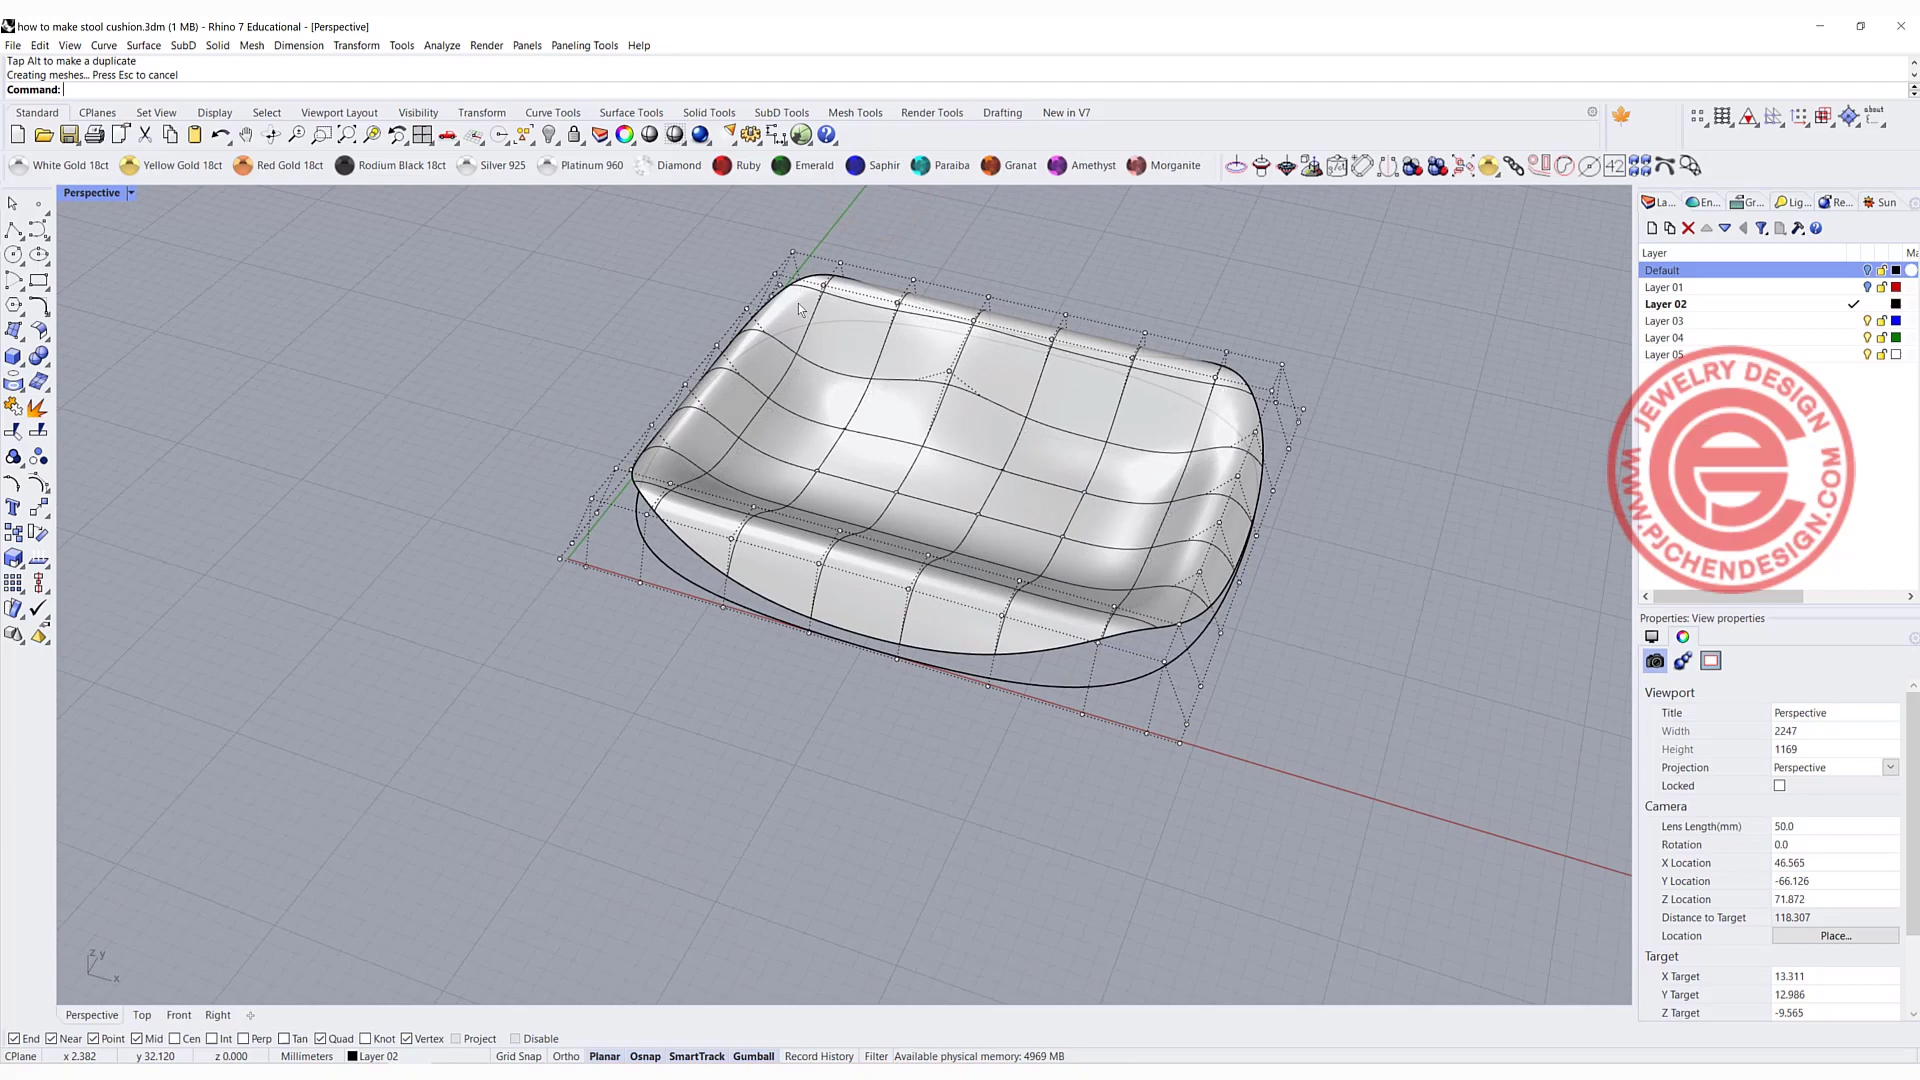 how to make stool cushion.3dm (1 MB) - Rhino 7 Educational - [Perspective]
File Edit View Curve Surface SubD Solid Mesh Dimension Transform Tools Analyze Render Panels Paneling Tools Help
Tap Alt to make a duplicate
Creating meshes... Press Esc to cancel
Command:
Standard CPlanes Set View Display Select Viewport Layout Visibility Transform Curve Tools Surface Tools Solid Tools SubD Tools Mesh Tools Render Tools Drafting New in V7
about
White Gold 18ct Yellow Gold 18ct Red Gold 18ct Rodium Black 18ct Silver 925 Platinum 960 Diamond Ruby Emerald Saphir Paraiba Granat Amethyst Morganite 42
Perspective
La... En... Gr... Lig... Re... Sun
Layer Ma
Default
Layer 01
Layer 02
Layer 03
Layer 04
Layer 05
JEWELRY DESIGN
WWW.PJCHENDESIGN.COM
Properties: View properties
Viewport
Title Perspective
Width 2247
Height 1169
Projection Perspective
Locked
Camera
Lens Length(mm) 50.0
Rotation 0.0
X Location 46.565
Y Location -66.126
Z Location 71.872
Distance to Target 118.307
Location Place...
Target
X Target 13.311
Y Target 12.986
Z Target -9.565
z y
x
Perspective Top Front Right
End Near Point Mid Cen Int Perp Tan Quad Knot Vertex Project Disable
CPlane x 2.382 y 32.120 z 0.000 Millimeters Layer 02 Grid Snap Ortho Planar Osnap SmartTrack Gumball Record History Filter Available physical memory: 4969 MB